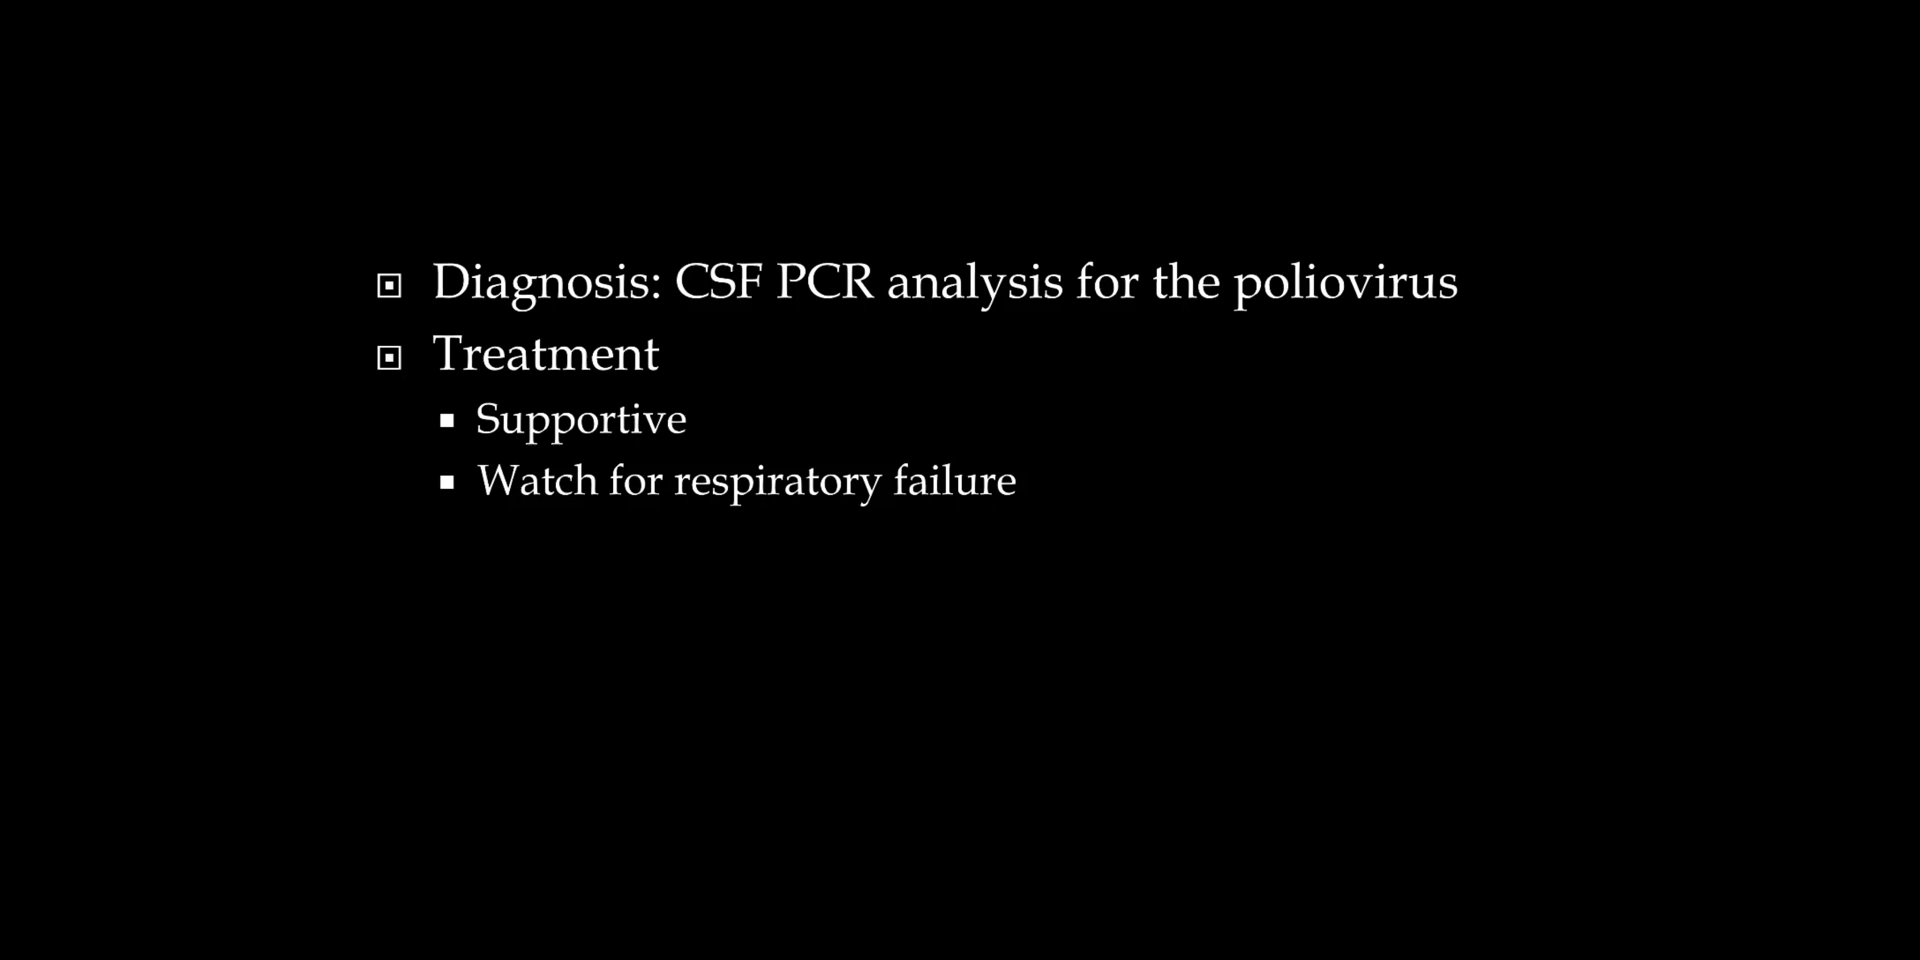 Diagnosis: CSF PCR analysis for the poliovirus
Treatment
Supportive
Watch for respiratory failure